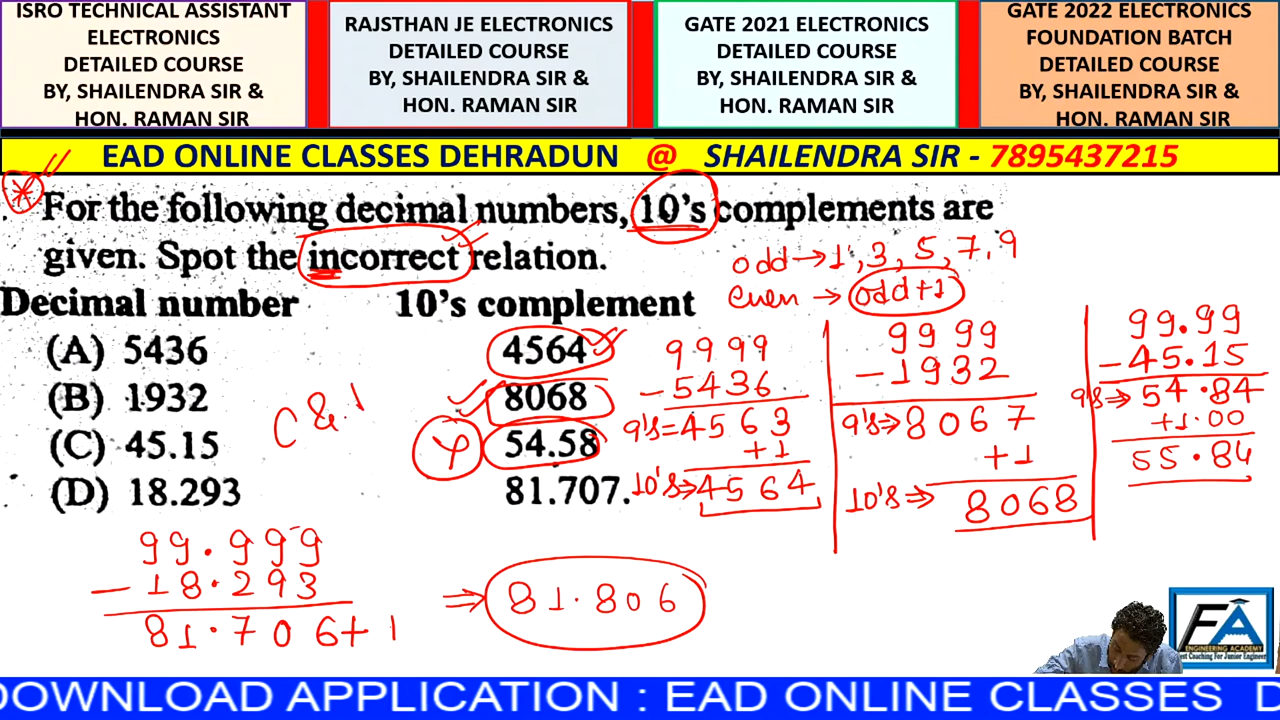 ISRO TECHNICAL ASSISTANT
ELECTRONICS
DETAILED COURSE
BY, SHAILENDRA SIR &
HON. RAMAN SIR
RAJSTHAN JE ELECTRONICS
DETAILED COURSE
BY, SHAILENDRA SIR &
HON. RAMAN SIR
GATE 2021 ELECTRONICS
DETAILED COURSE
BY, SHAILENDRA SIR &
HON. RAMAN SIR
GATE 2022 ELECTRONICS
FOUNDATION BATCH
DETAILED COURSE
BY, SHAILENDRA SIR &
HON. RAMAN SIR
EAD ONLINE CLASSES DEHRADUN @ SHAILENDRA SIR - 7895437215
For the following decimal numbers, 10's complements are
given. Spot the incorrect relation.
Decimal number 10's complement
(A) 5436 4564
(B) 1932 8068
(C) 45.15 54.58
(D) 18.293 81.707.
odd → 1, 3, 5, 7, 9
even → odd+1
9999
-5436
9's = 4563
+1
10's ⇒ 4564
9999
-1932
9's ⇒ 8067
+1
10's ⇒ 8068
99.99
-45.15
9's ⇒ 54.84
+1.00
55.84
99.999
-18.293
81.706+1
⇒ 81.806
FA
ENGINEERING ACADEMY
DOWNLOAD APPLICATION : EAD ONLINE CLASSES D